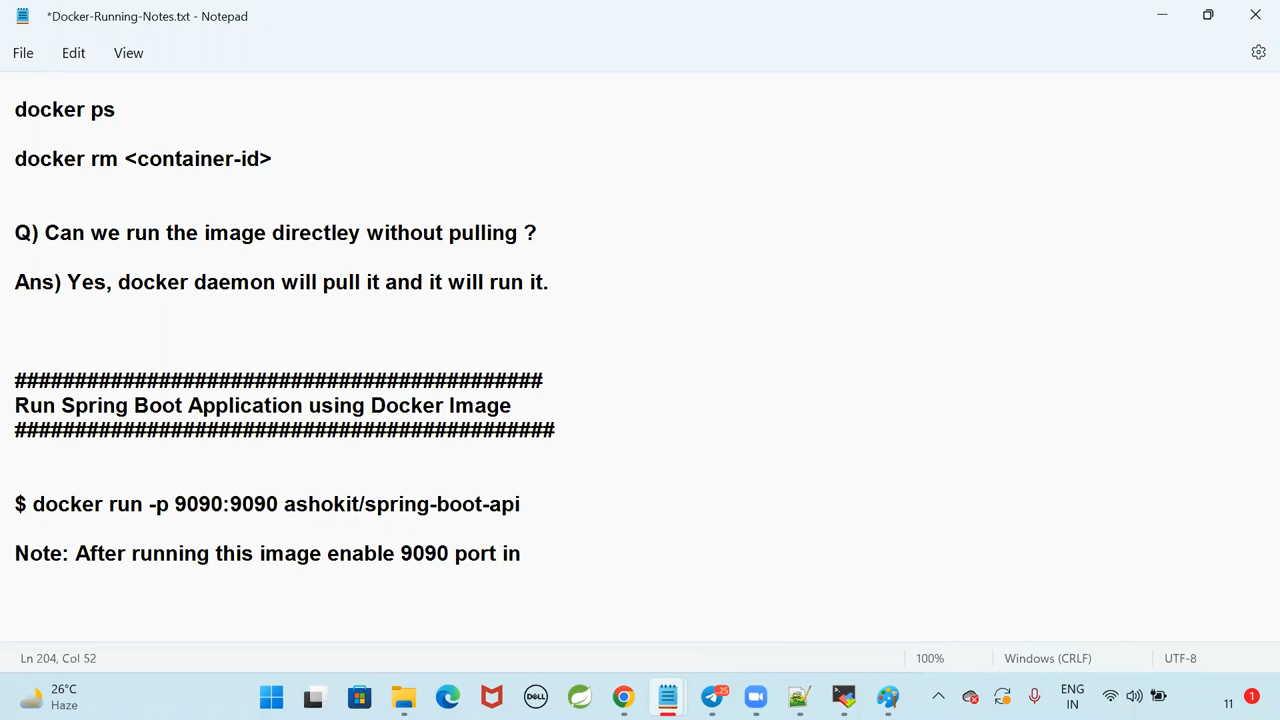 *Docker-Running-Notes.txt - Notepad
File Edit View
docker ps
docker rm <container-id>
Q) Can we run the image directley without pulling ?
Ans) Yes, docker daemon will pull it and it will run it.
############################################
Run Spring Boot Application using Docker Image
#############################################
$ docker run -p 9090:9090 ashokit/spring-boot-api
Note: After running this image enable 9090 port in
Ln 204, Col 52
100%
Windows (CRLF)
UTF-8
26°C
Haze
DELL
25
ENG
IN
11
1